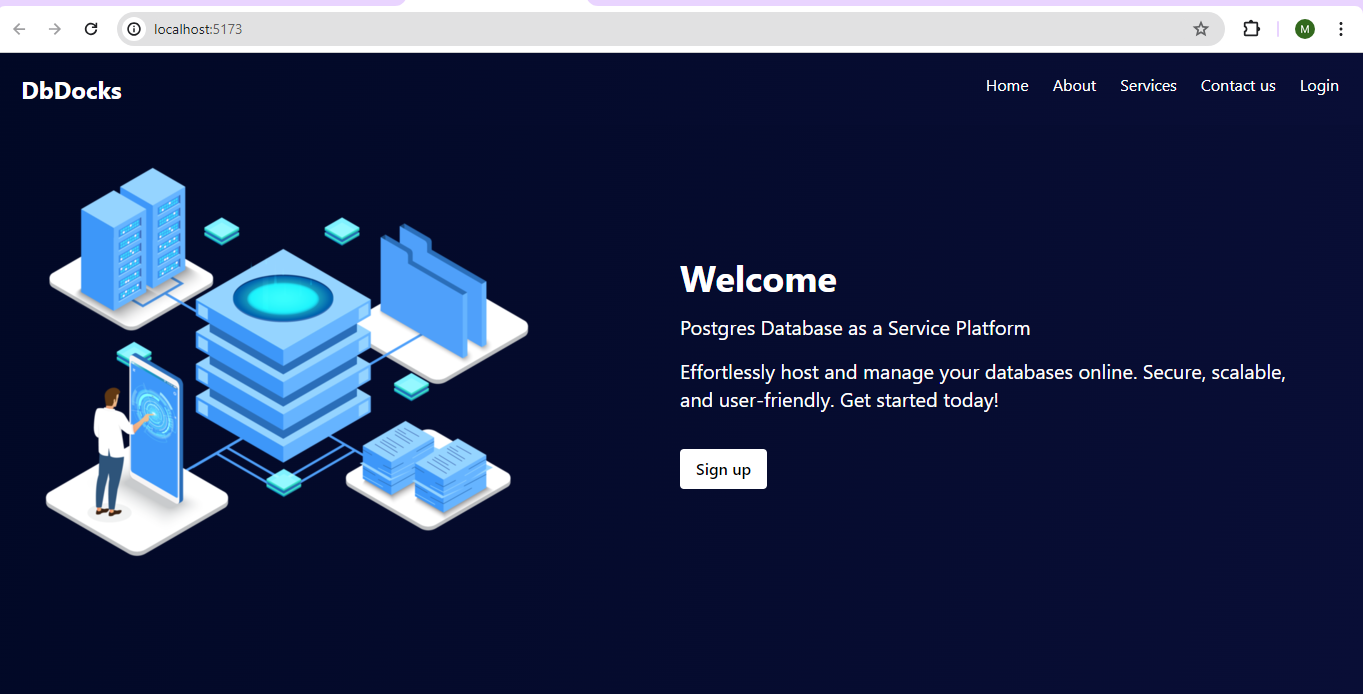 localhost:5173
M
DbDocks
Home About Services Contact us Login
Welcome
Postgres Database as a Service Platform
Effortlessly host and manage your databases online. Secure, scalable,
and user-friendly. Get started today!
Sign up